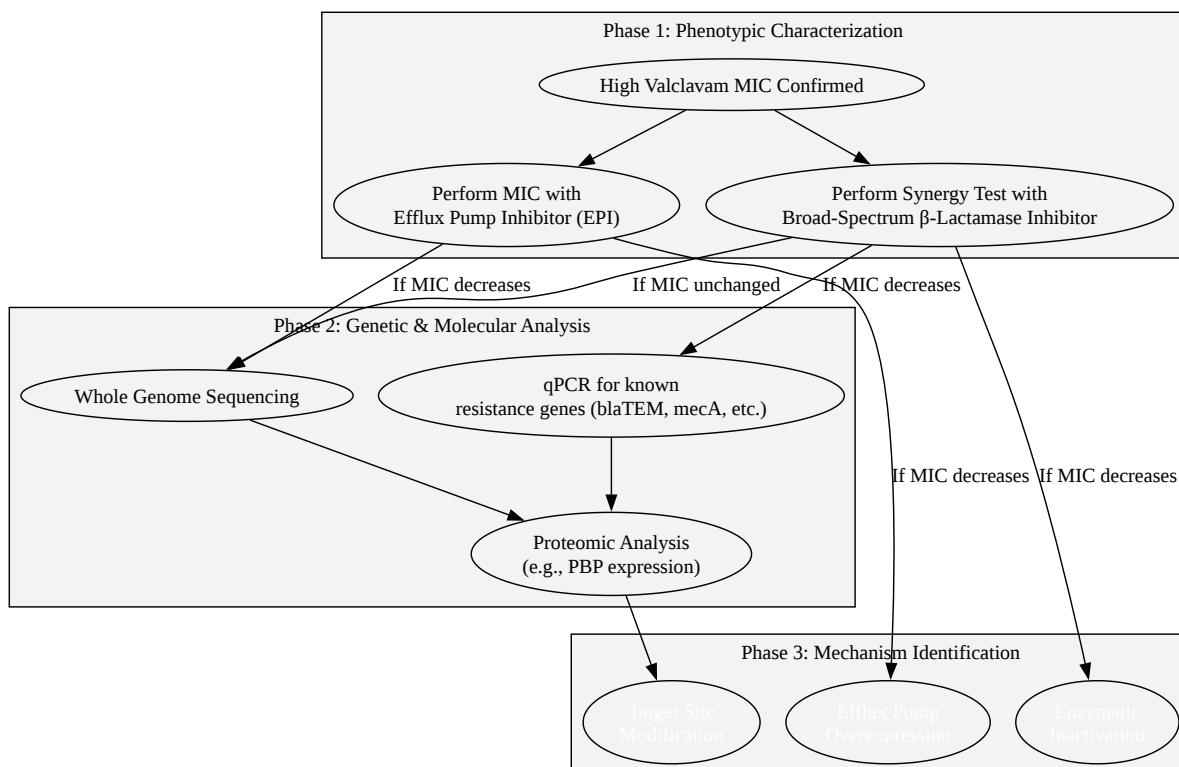 Phase 1: Phenotypic Characterization
High Valclavam MIC Confirmed
Perform MIC with
Efflux Pump Inhibitor (EPI)
Perform Synergy Test with
Broad-Spectrum β-Lactamase Inhibitor
If MIC decreases
If MIC unchanged
If MIC decreases
Phase 2: Genetic & Molecular Analysis
Whole Genome Sequencing
qPCR for known
resistance genes (blaTEM, mecA, etc.)
If MIC decreases
If MIC decreases
Proteomic Analysis
(e.g., PBP expression)
Phase 3: Mechanism Identification
Target Site
Modification
Efflux Pump
Overexpression
Enzymatic
Inactivation